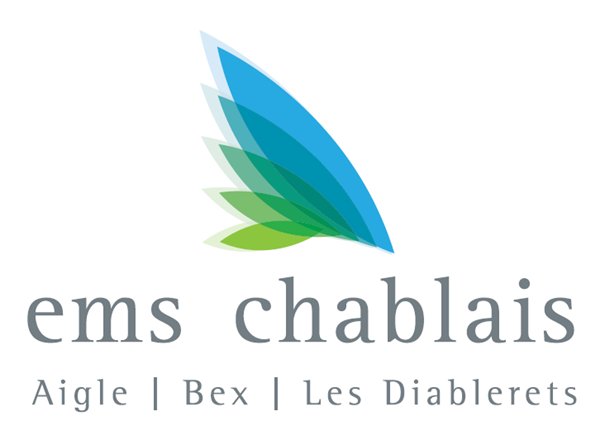 ems chablais
Aigle | Bex | Les Diablerets